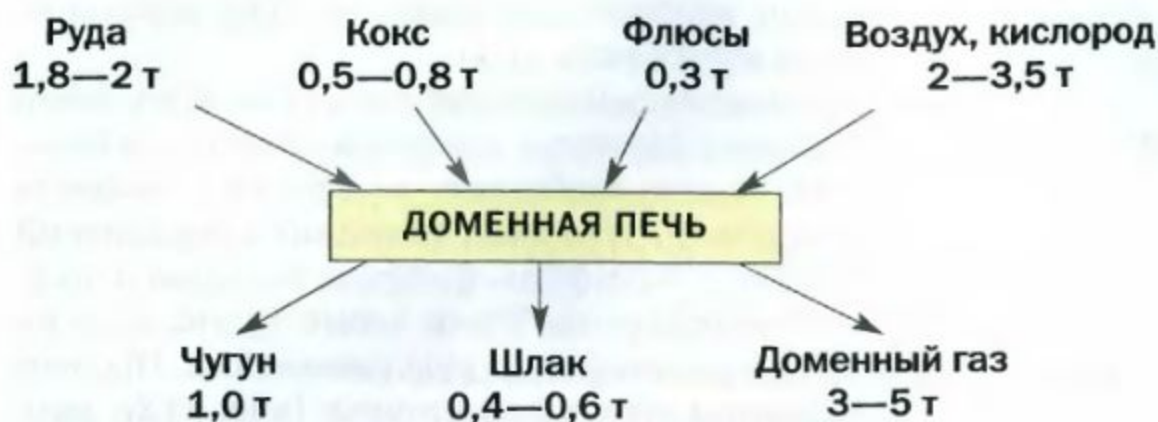 Руда
1,8—2 т
Кокс
0,5—0,8 т
Флюсы
0,3 т
Воздух, кислород
2—3,5 т
ДОМЕННАЯ ПЕЧЬ
Чугун
1,0 т
Шлак
0,4—0,6 т
Доменный газ
3—5 т